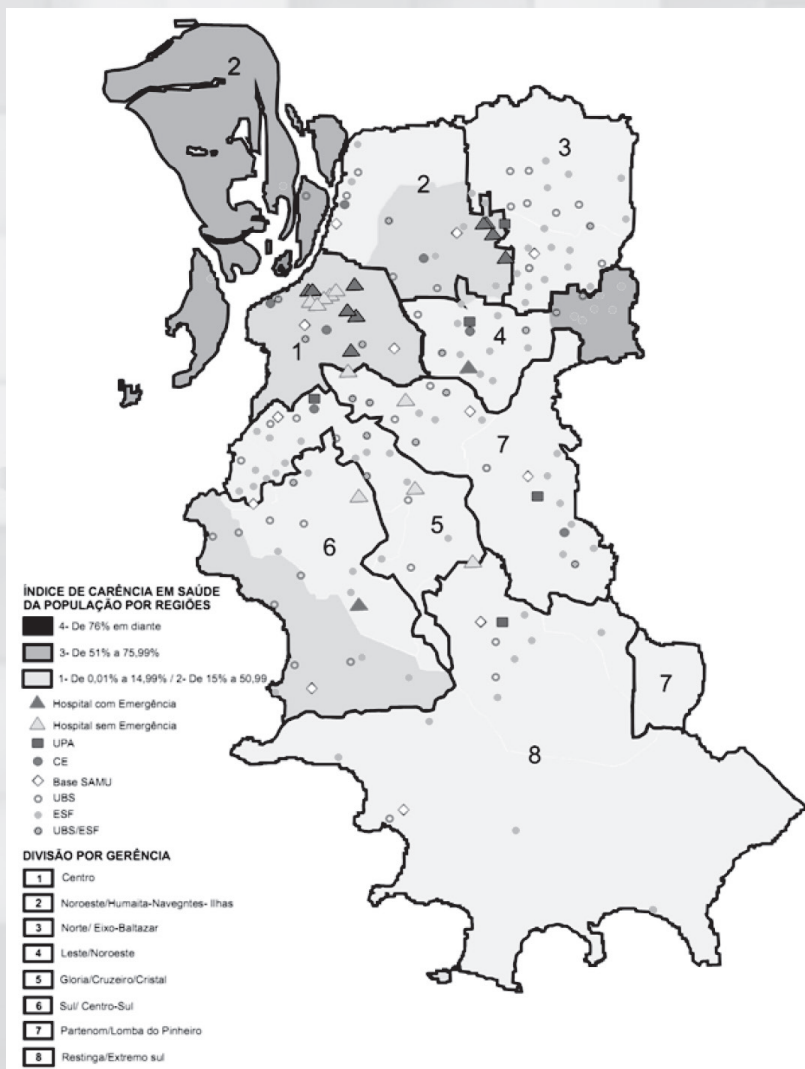 2
3
2
4
1
7
5
6
7
8
ÍNDICE DE CARÊNCIA EM SAÚDE
DA POPULAÇÃO POR REGIÕES
4- De 76% em diante
3- De 51% a 75,99%
1- De 0,01% a 14,99% / 2- De 15% a 50,99
Hospital com Emergência
Hospital sem Emergência
UPA
CE
Base SAMU
UBS
ESF
UBS/ESF
DIVISÃO POR GERÊNCIA
1 Centro
2 Noroeste/Humaita-Navegntes- Ilhas
3 Norte/ Eixo-Baltazar
4 Leste/Noroeste
5 Gloria/Cruzeiro/Cristal
6 Sul/ Centro-Sul
7 Partenom/Lomba do Pinheiro
8 Restinga/Extremo sul